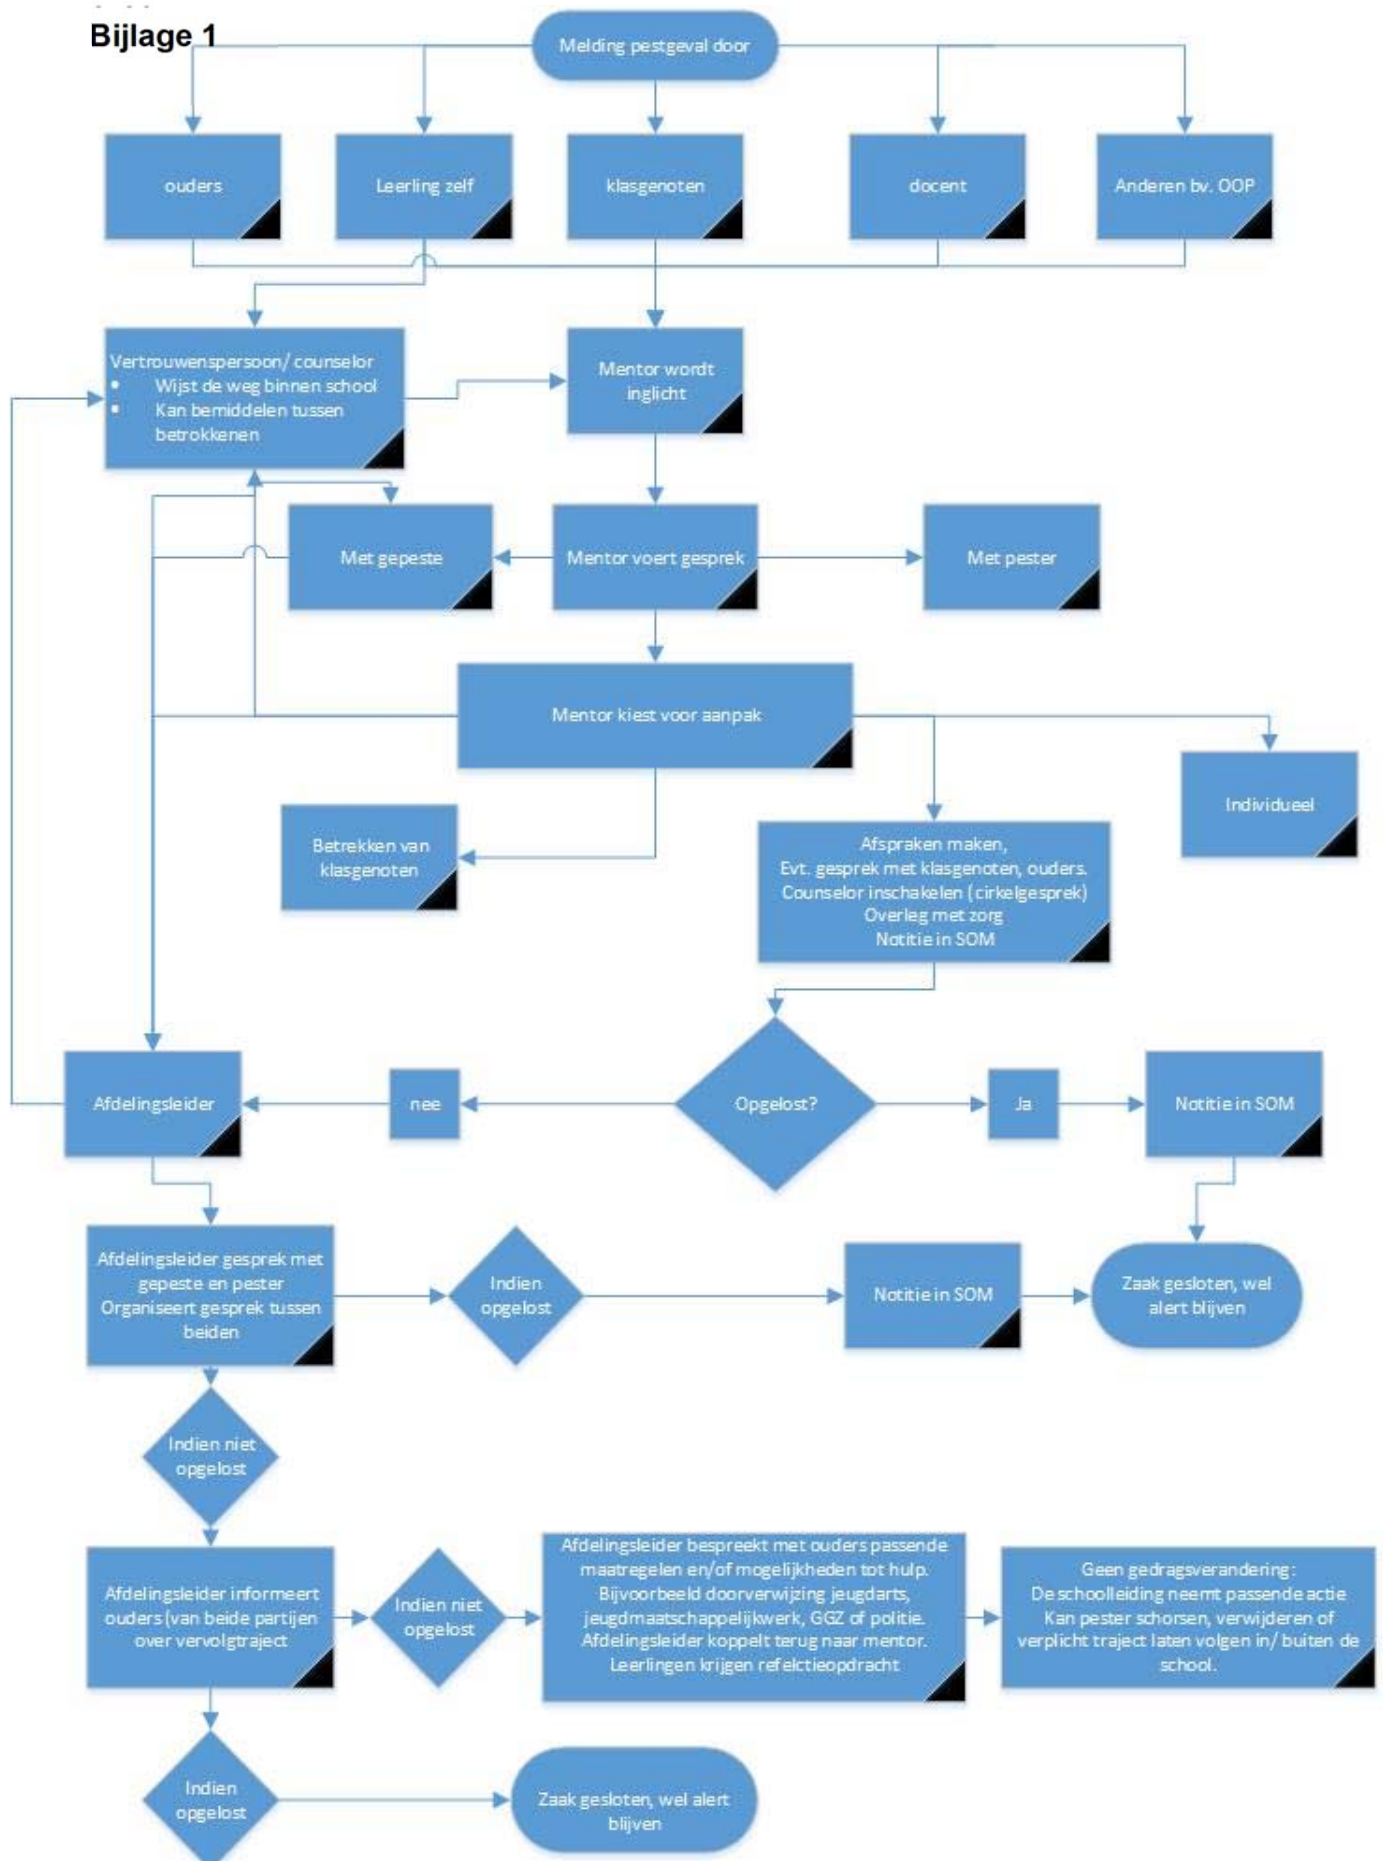 Bijlage 1
Melding pestgeval door
ouders
Leerling zelf
klasgenoten
docent
Anderen bv. OOP
Vertrouwenspersoon/ counselor
• Wijst de weg binnen school
• Kan bemiddelen tussen
betrokkenen
Mentor wordt
inglicht
Met gepeste
Mentor voert gesprek
Met pester
Mentor kiest voor aanpak
Individueel
Betrekken van
klasgenoten
Afspraken maken,
Evt. gesprek met klasgenoten, ouders.
Counselor inschakelen (cirkelgesprek)
Overleg met zorg
Notitie in SOM
Afdelingsleider
nee
Opgelost?
Ja
Notitie in SOM
Afdelingsleider gesprek met
gepeste en pester
Organiseert gesprek tussen
beiden
Indien
opgelost
Notitie in SOM
Zaak gesloten, wel
alert blijven
Indien niet
opgelost
Afdelingsleider informeert
ouders (van beide partijen
over vervolgtraject
Indien niet
opgelost
Afdelingsleider bespreekt met ouders passende
maatregelen en/of mogelijkheden tot hulp.
Bijvoorbeeld doorverwijzing jeugdarts,
jeugdmaatschappelijkwerk, GGZ of politie.
Afdelingsleider koppelt terug naar mentor.
Leerlingen krijgen refelctieopdracht
Geen gedragsverandering:
De schoolleiding neemt passende actie
Kan pester schorsen, verwijderen of
verplicht traject laten volgen in/ buiten de
school.
Indien
opgelost
Zaak gesloten, wel alert
blijven